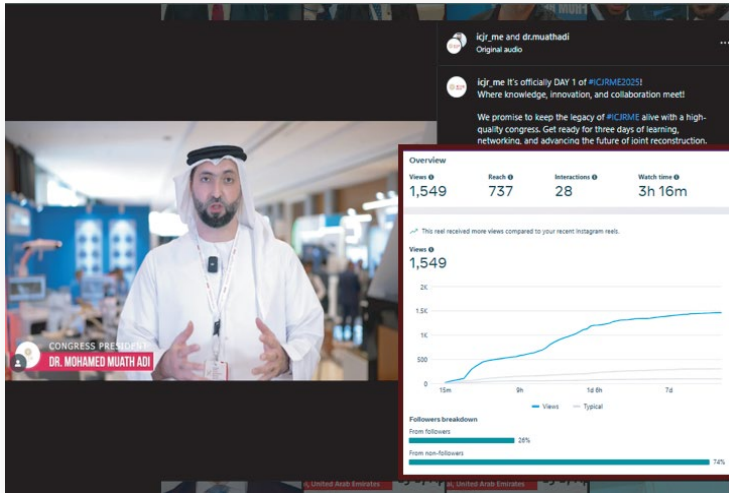 icjr_me and dr.muathadi
Original audio
icjr_me It's officially DAY 1 of #ICJRME2025!
Where knowledge, innovation, and collaboration meet!
We promise to keep the legacy of #ICJRME alive with a high-
quality congress. Get ready for three days of learning,
networking, and advancing the future of joint reconstruction.
CONGRESS PRESIDENT
DR. MOHAMED MUATH ADI
Overview
Views Reach Interactions Watch time
1,549 737 28 3h 16m
This reel received more views compared to your recent Instagram reels.
Views
1,549
2K
1.5K
1K
500
0
15m 9h 1d 6h 7d
Views Typical
Followers breakdown
From followers
26%
From non-followers
74%
United Arab Emirates
United Arab Emirates